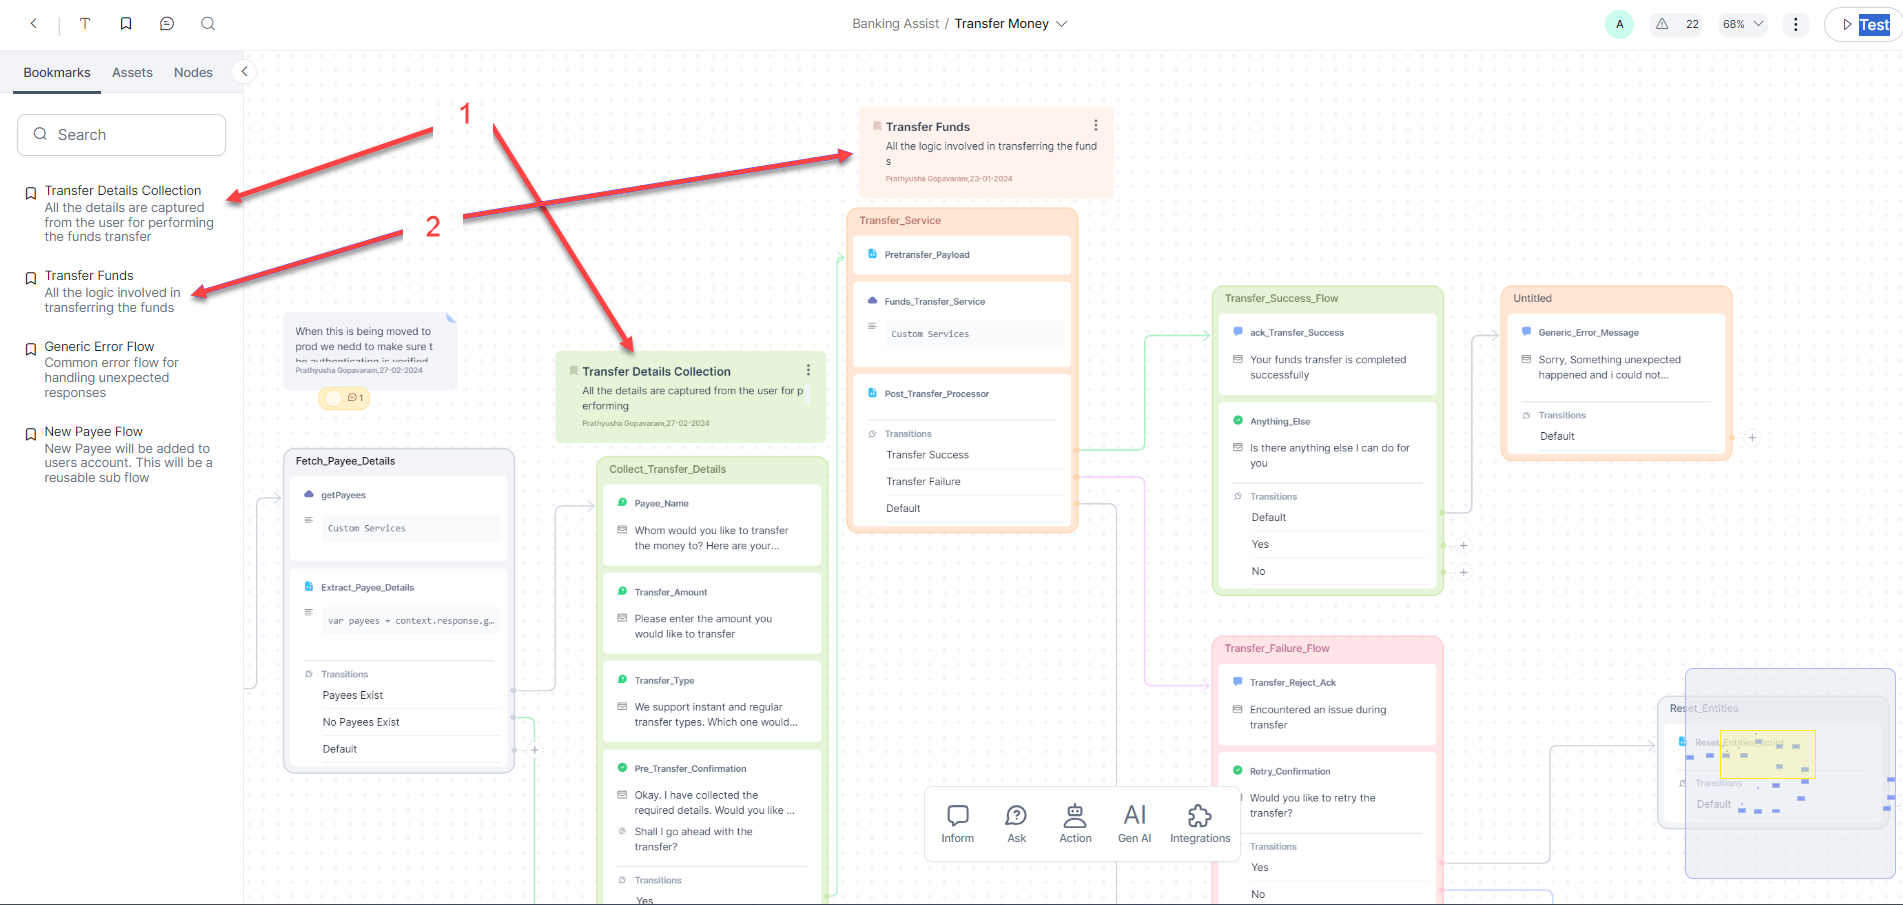 Banking Assist / Transfer Money
A
22
68%
Test
Bookmarks
Assets
Nodes
Search
Transfer Details Collection
All the details are captured
from the user for performing
the funds transfer
Transfer Funds
All the logic involved in
transferring the funds
Generic Error Flow
Common error flow for
handling unexpected
responses
New Payee Flow
New Payee will be added to
users account. This will be a
reusable sub flow
1
2
When this is being moved to
prod we nedd to make sure t
he authentication is verified
Prathyusha Gopavaram,27-02-2024
1
Fetch_Payee_Details
getPayees
Custom Services
Extract_Payee_Details
var payees = context.response.g…
Transitions
Payees Exist
No Payees Exist
Default
Transfer Details Collection
All the details are captured from the user for p
erforming
Prathyusha Gopavaram,27-02-2024
Collect_Transfer_Details
Payee_Name
Whom would you like to transfer
the money to? Here are your...
Transfer_Amount
Please enter the amount you
would like to transfer
Transfer_Type
We support instant and regular
transfer types. Which one would...
Pre_Transfer_Confirmation
Okay. I have collected the
required details. Would you like ...
Shall I go ahead with the
transfer?
Transitions
Yes
Transfer Funds
All the logic involved in transferring the fund
s
Prathyusha Gopavaram,23-01-2024
Transfer_Service
Pretransfer_Payload
Funds_Transfer_Service
Custom Services
Post_Transfer_Processor
Transitions
Transfer Success
Transfer Failure
Default
Transfer_Success_Flow
ack_Transfer_Success
Your funds transfer is completed
successfully
Anything_Else
Is there anything else I can do for
you
Transitions
Default
Yes
No
Untitled
Generic_Error_Message
Sorry, Something unexpected
happened and i could not...
Transitions
Default
Transfer_Failure_Flow
Transfer_Reject_Ack
Encountered an issue during
transfer
Retry_Confirmation
Would you like to retry the
transfer?
Transitions
Yes
No
Reset_Entities
Reset_Entities_Script
Transitions
Default
Inform
Ask
Action
AI
Gen AI
Integrations